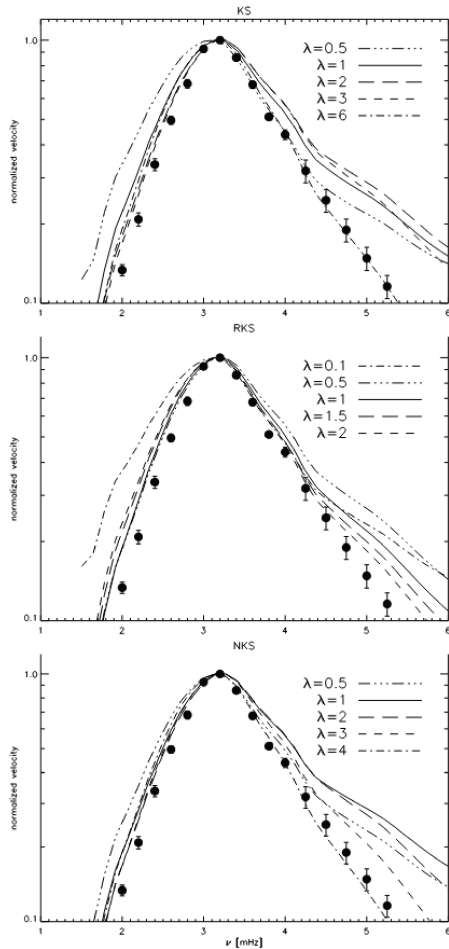 KS
1.0
λ=0.5
λ=1
λ=2
λ=3
λ=6
normalized velocity
0.1
1 2 3 4 5 6
RKS
1.0
λ=0.1
λ=0.5
λ=1
λ=1.5
λ=2
normalized velocity
0.1
1 2 3 4 5 6
NKS
1.0
λ=0.5
λ=1
λ=2
λ=3
λ=4
normalized velocity
0.1
1 2 3 4 5 6
ν [mHz]